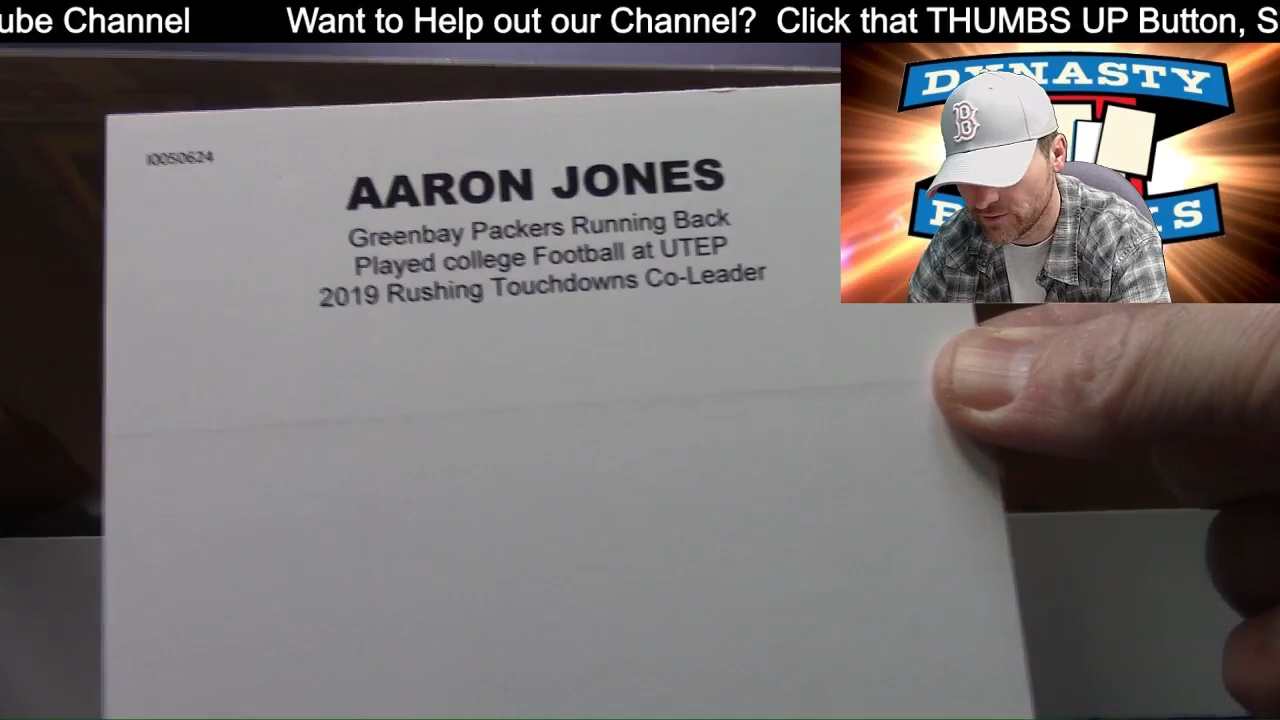 ube Channel Want to Help out our Channel? Click that THUMBS UP Button, S
DYNASTY
B
S
I0050624
AARON JONES
Greenbay Packers Running Back
Played college Football at UTEP
2019 Rushing Touchdowns Co-Leader